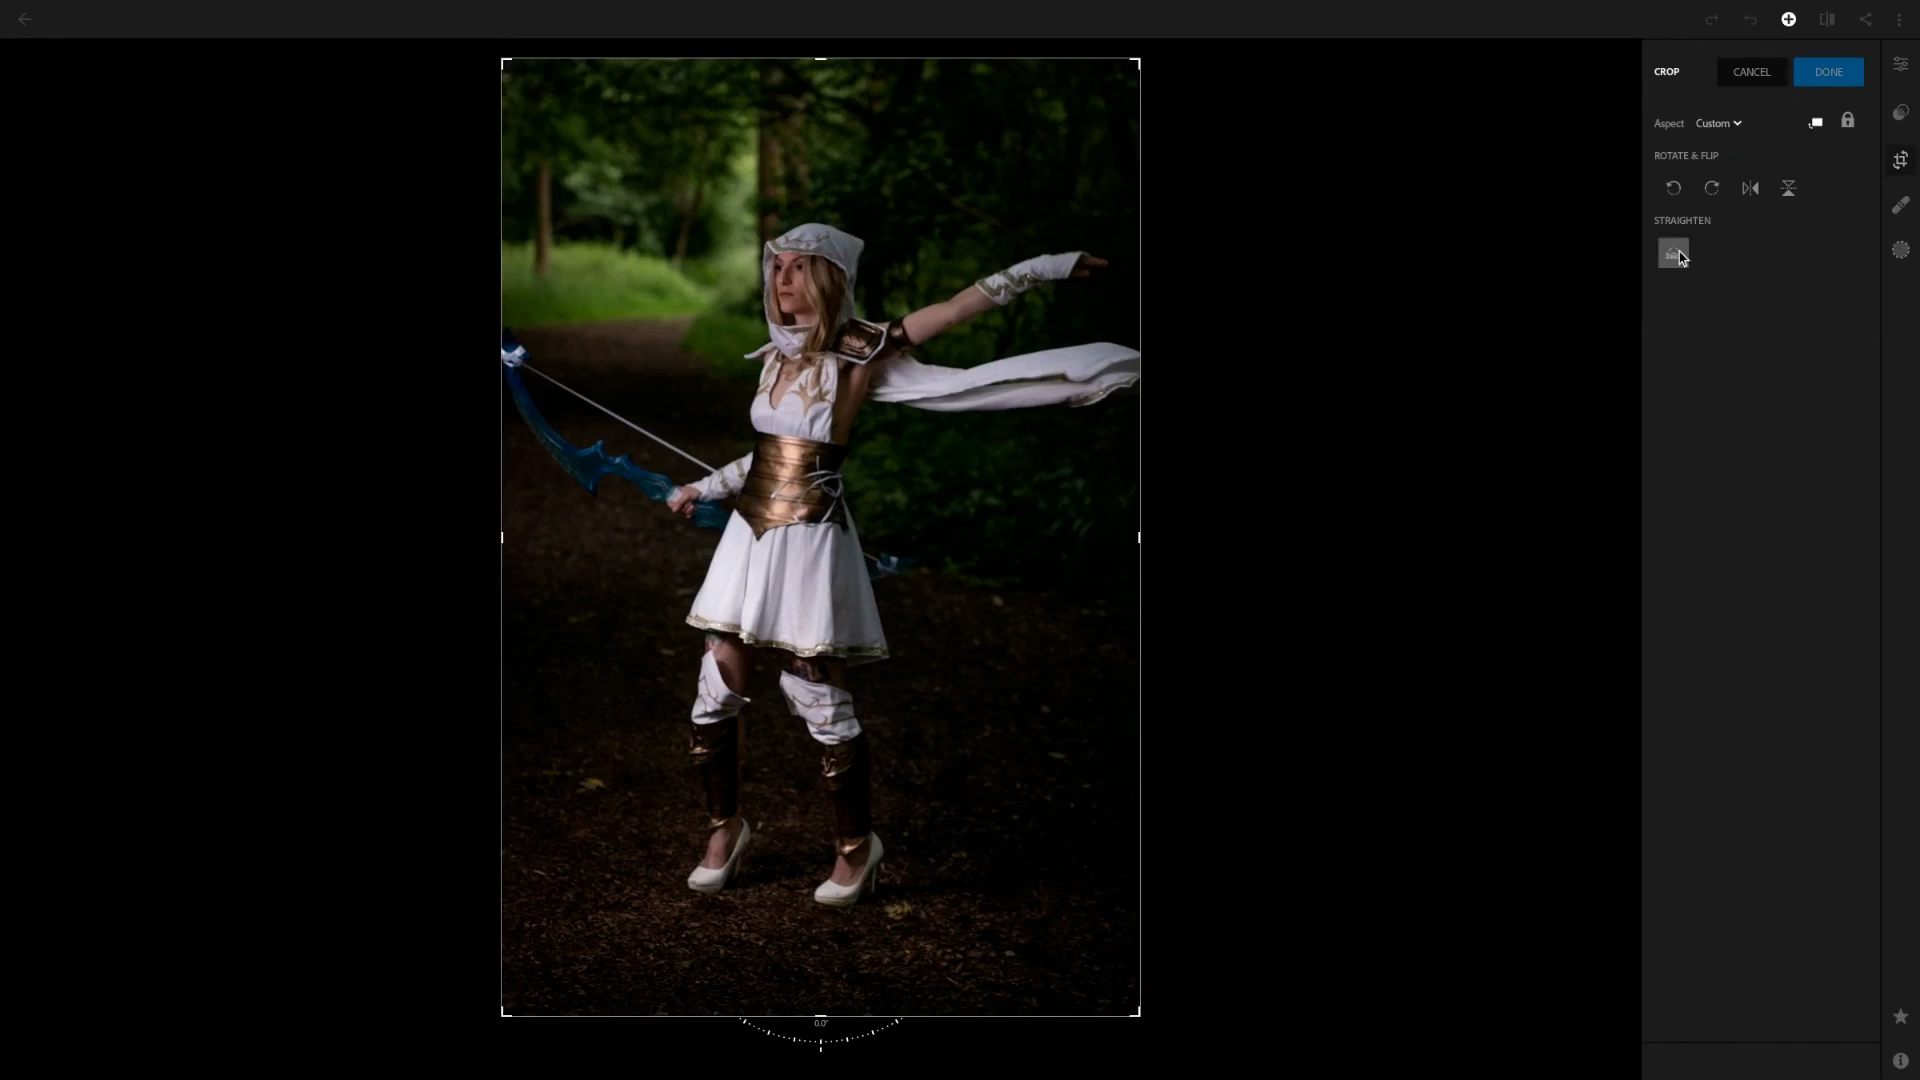 CROP
CANCEL
DONE
Aspect
Custom
ROTATE & FLIP
STRAIGHTEN
0.0°